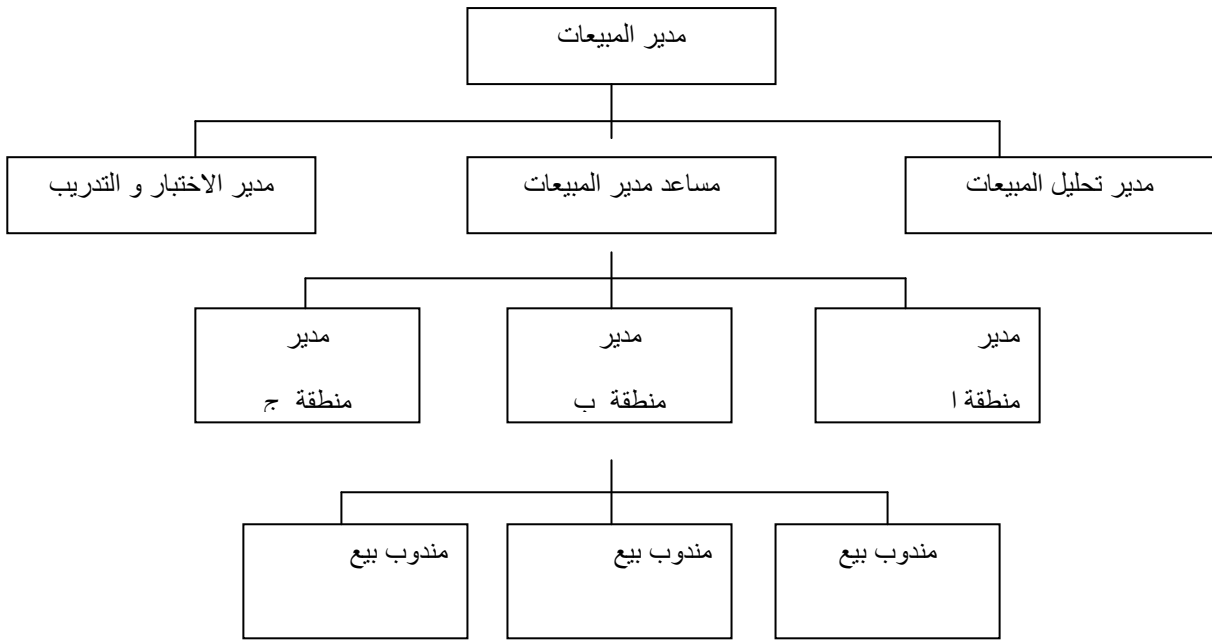 مدير المبيعات
مدير تحليل المبيعات
مساعد مدير المبيعات
مدير الاختبار و التدريب
مدير
منطقة ا
مدير
منطقة ب
مدير
منطقة ج
مندوب بيع
مندوب بيع
مندوب بيع